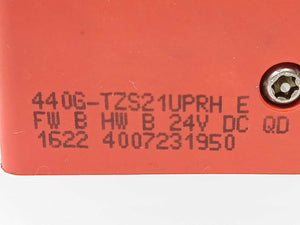 440G-TZS21UPRH E
FW B HW B 24V DC QD
1622 4007231950